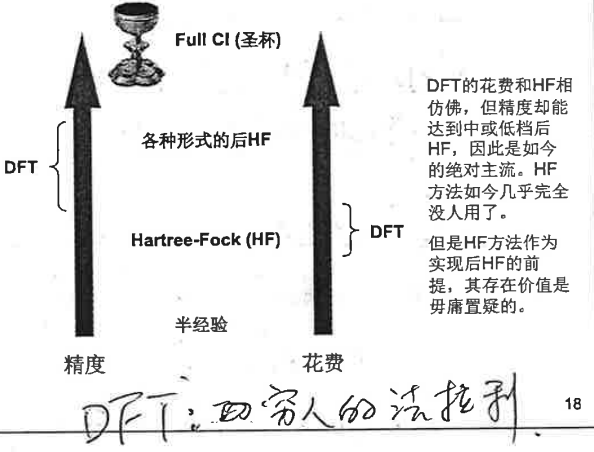 Full CI (圣杯)
各种形式的后HF
DFT
Hartree-Fock (HF)
DFT
半经验
精度
花费
DFT的花费和HF相
仿佛，但精度却能
达到中或低档后
HF，因此是如今
的绝对主流。HF
方法如今几乎完全
没人用了。
但是HF方法作为
实现后HF的前
提，其存在价值是
毋庸置疑的。
DFT：穷人的法拉利.
18